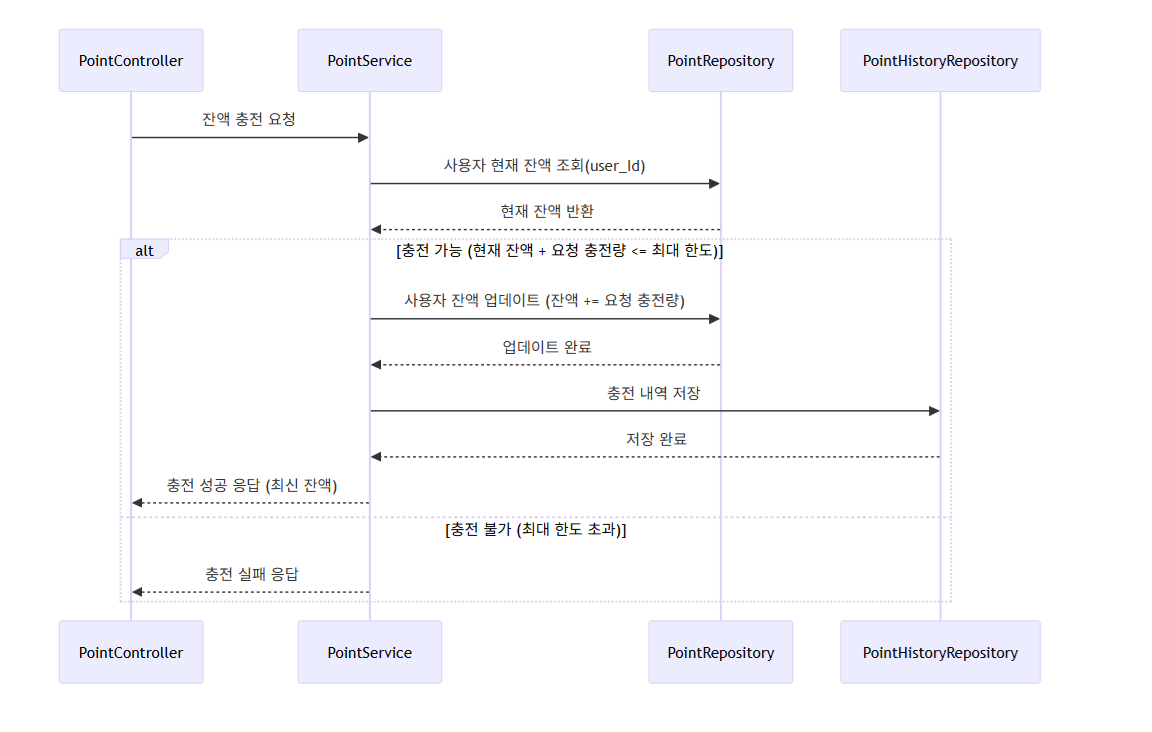 PointController
PointService
PointRepository
PointHistoryRepository
잔액 충전 요청
사용자 현재 잔액 조회(user_Id)
현재 잔액 반환
alt
[충전 가능 (현재 잔액 + 요청 충전량 <= 최대 한도)]
사용자 잔액 업데이트 (잔액 += 요청 충전량)
업데이트 완료
충전 내역 저장
저장 완료
충전 성공 응답 (최신 잔액)
[충전 불가 (최대 한도 초과)]
충전 실패 응답
PointController
PointService
PointRepository
PointHistoryRepository